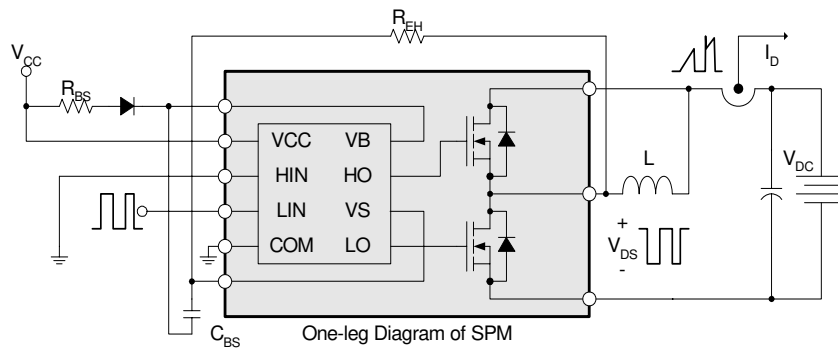 R_EH
V_CC
R_BS
I_D
VCC VB
HIN HO
LIN VS
COM LO
L
V_DC
+
V_DS
-
C_BS
One-leg Diagram of SPM